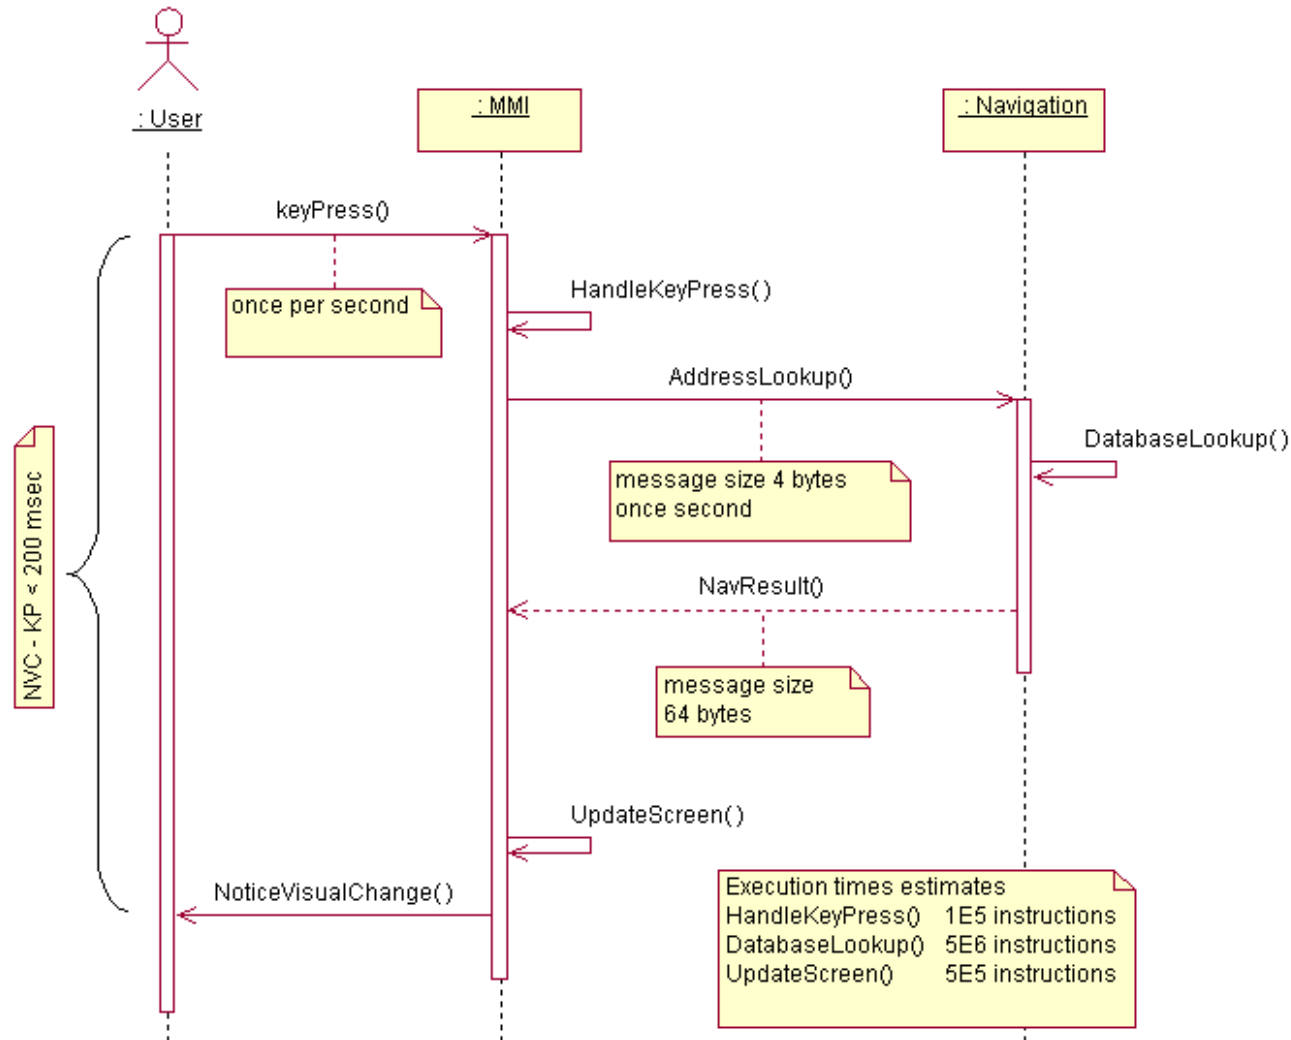 : User
: MMI
: Navigation
keyPress()
once per second
HandleKeyPress()
AddressLookup()
DatabaseLookup()
message size 4 bytes
once second
NVC - KP < 200 msec
NavResult()
message size
64 bytes
UpdateScreen()
NoticeVisualChange()
Execution times estimates
HandleKeyPress() 1E5 instructions
DatabaseLookup() 5E6 instructions
UpdateScreen() 5E5 instructions